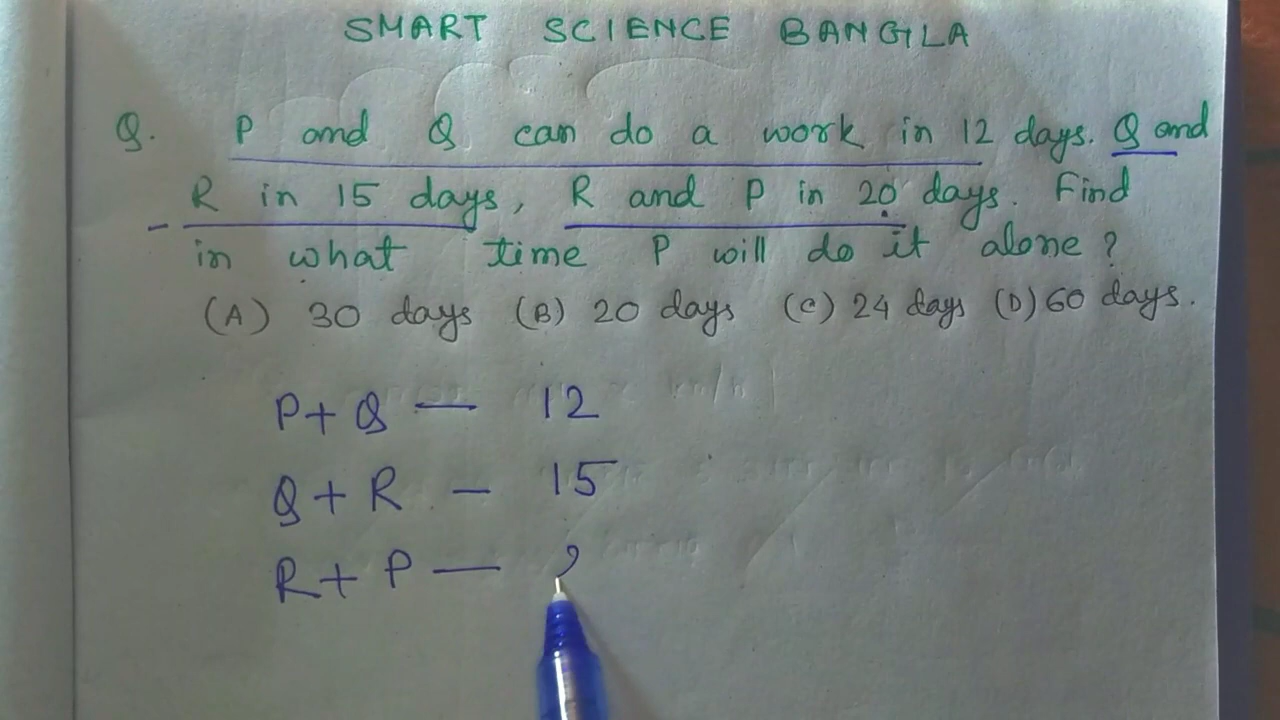 SMART SCIENCE BANGLA
Q. P and Q can do a work in 12 days. Q and
R in 15 days, R and P in 20 days. Find
in what time P will do it alone?
(A) 30 days (B) 20 days (C) 24 days (D) 60 days.
P+Q — 12
Q+R – 15
R+P —